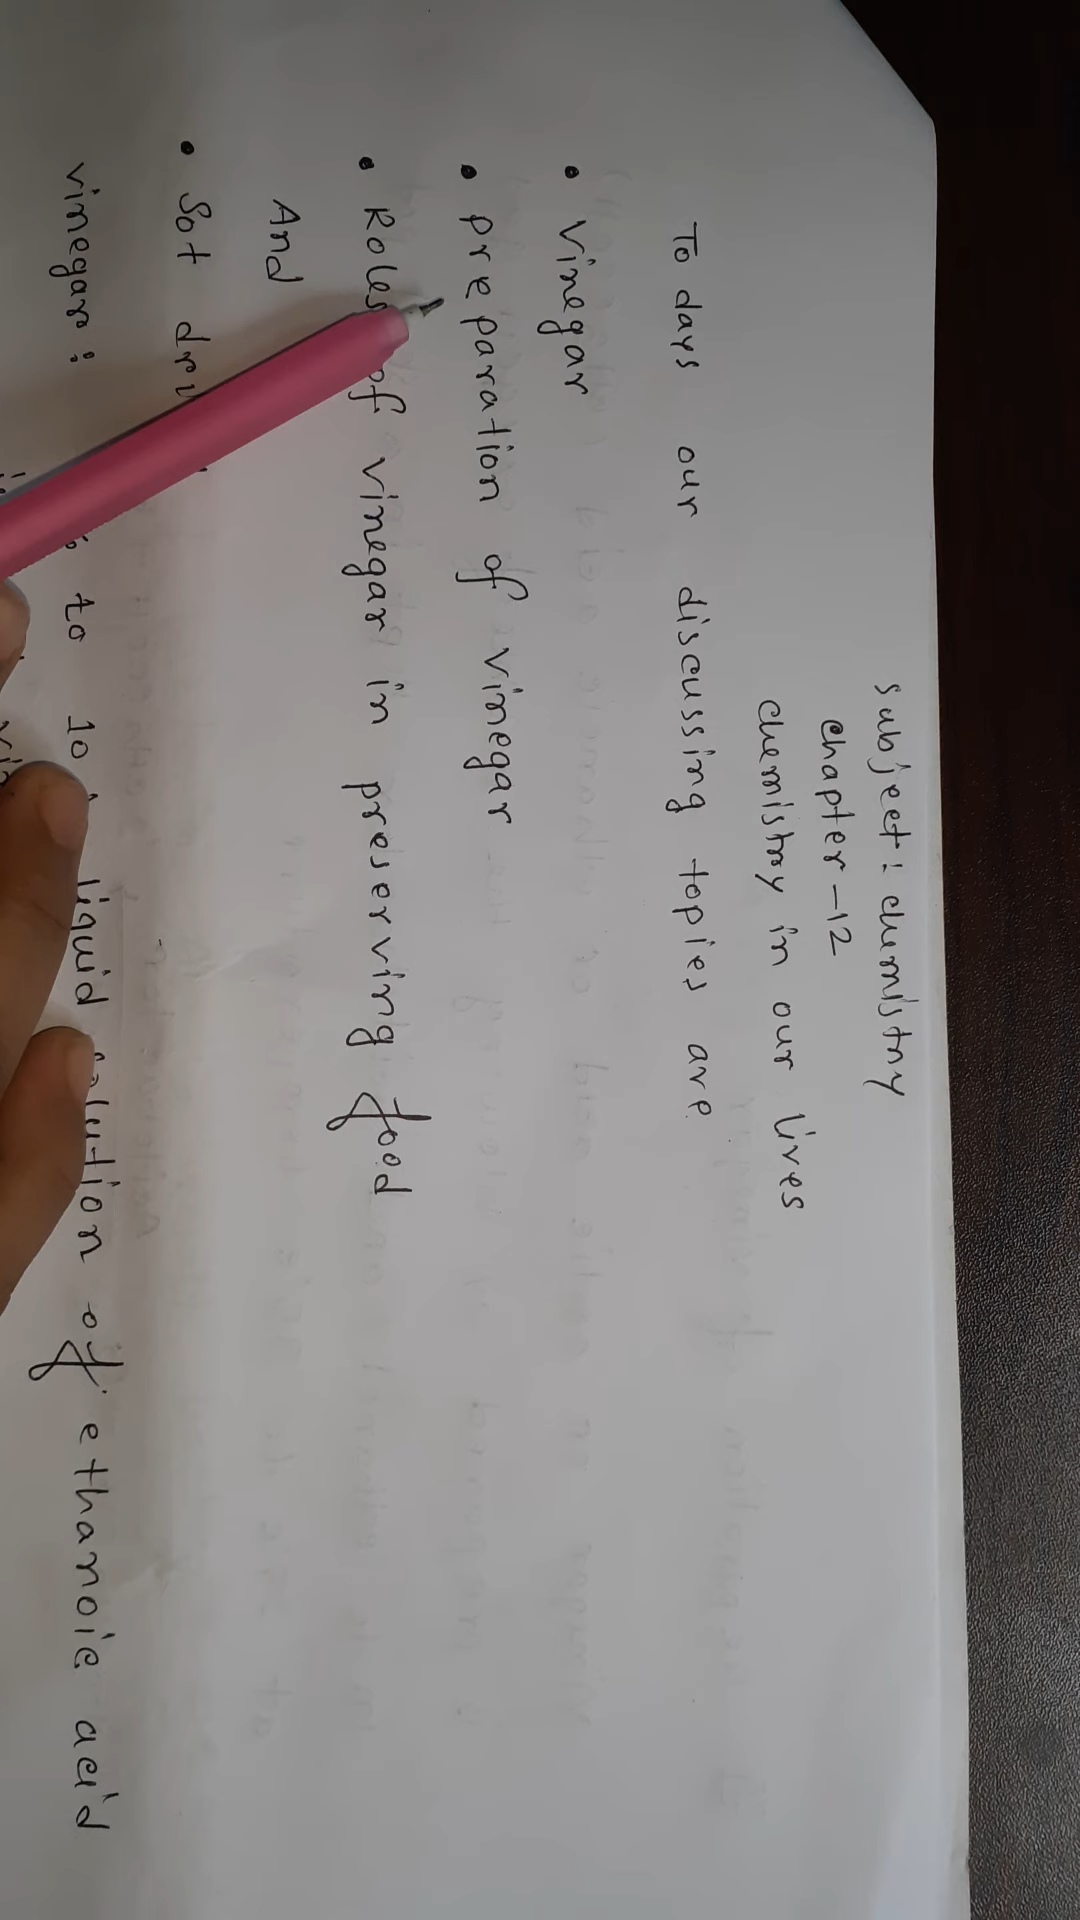 subject: chemistry
chapter-12
chemistry in our lives
To days our discussing topies are
• Vinegar
• preparation of vinegar
• Roles of vinegar in preserving food
And
• Sot
vinegar: to 10 liquid solution of ethanoic acid